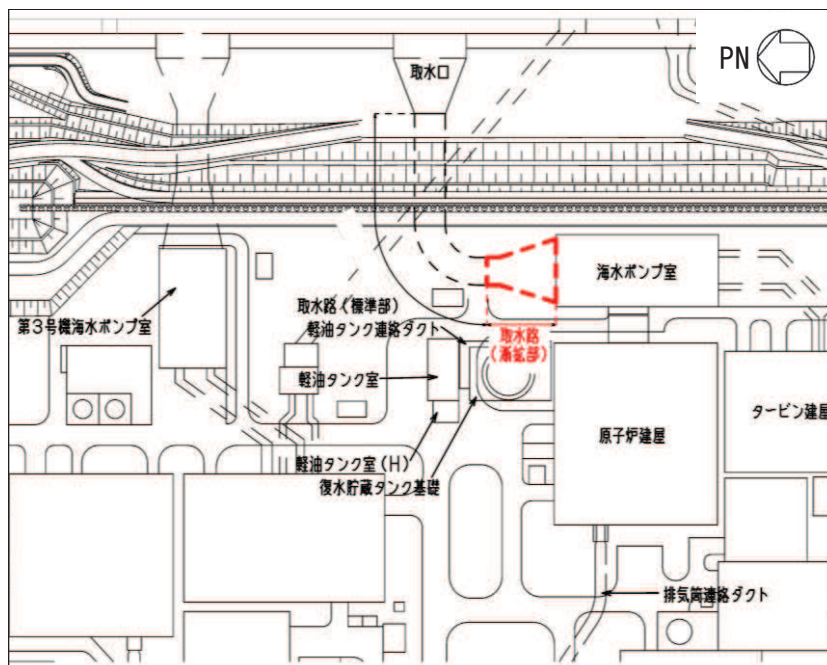 PN
取水口
海水ポンプ室
第3号機海水ポンプ室
取水路(標準部)
軽油タンク連絡ダクト
取水路
(漸拡部)
軽油タンク室
タービン建屋
原子炉建屋
軽油タンク室(H)
復水貯蔵タンク基礎
排気筒連絡ダクト